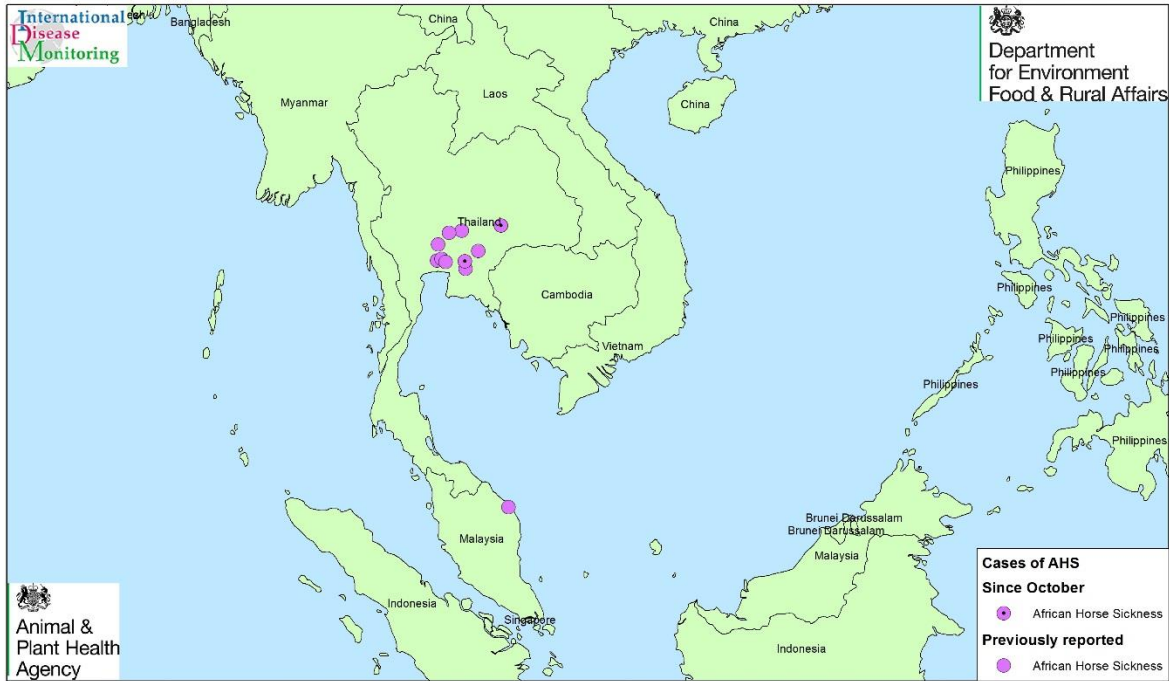 International
Disease
Monitoring
Department
for Environment
Food & Rural Affairs
China
China
Bangladesh
Myanmar
Laos
China
Philippines
Thailand
Cambodia
Philippines
Philippines
Vietnam
Philippines
Philippines
Philippines
Philippines
Philippines
Brunei Darussalam
Brunei Darussalam
Malaysia
Malaysia
Indonesia
Singapore
Indonesia
Animal &
Plant Health
Agency
Cases of AHS
Since October
African Horse Sickness
Previously reported
African Horse Sickness